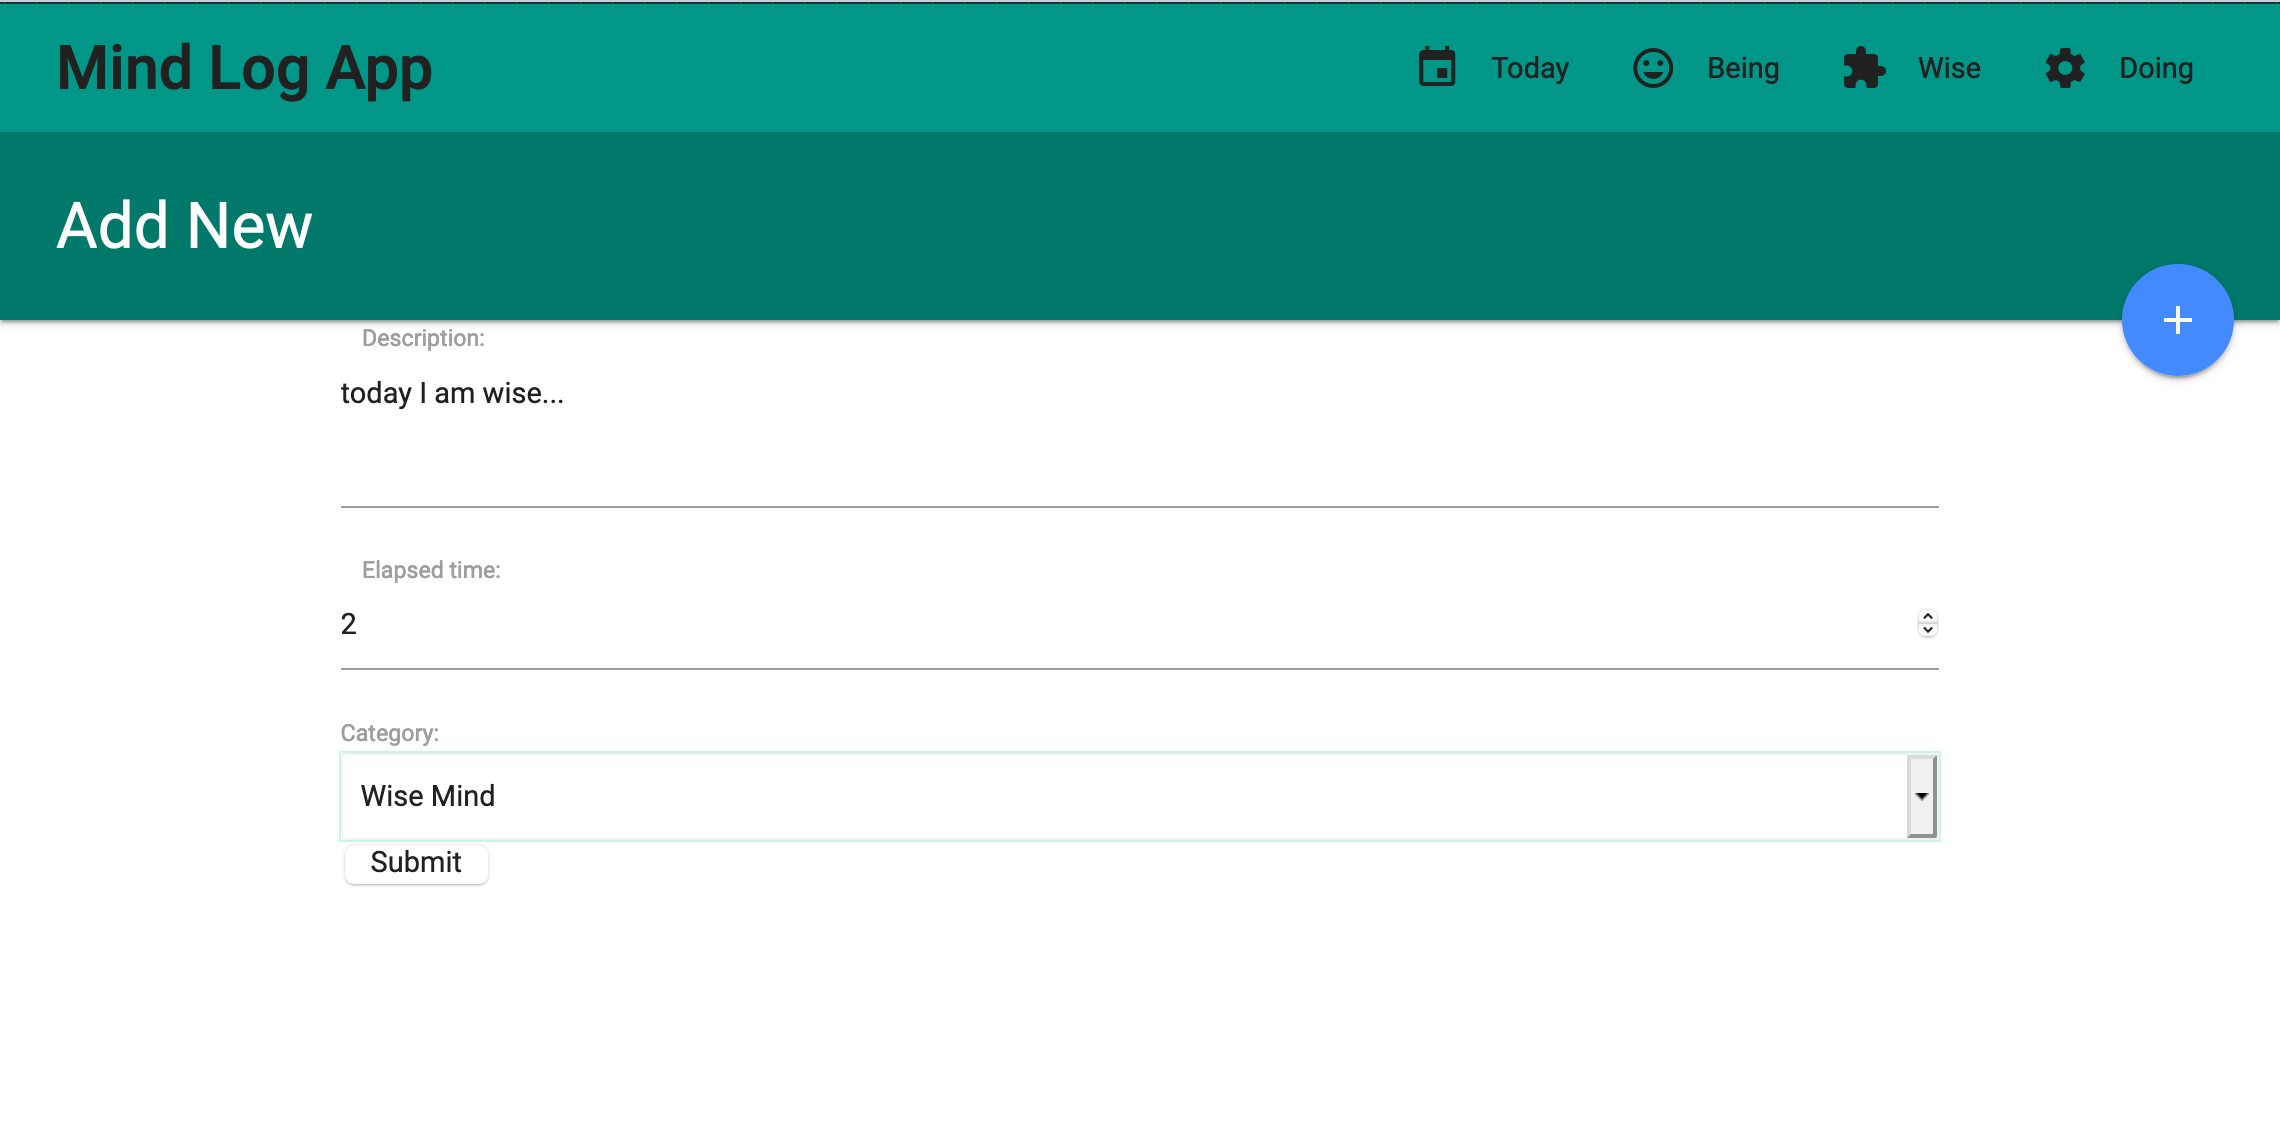 Mind Log App
Today
Being
Wise
Doing
Add New
+
Description:
today I am wise...
Elapsed time:
2
Category:
Wise Mind
Submit